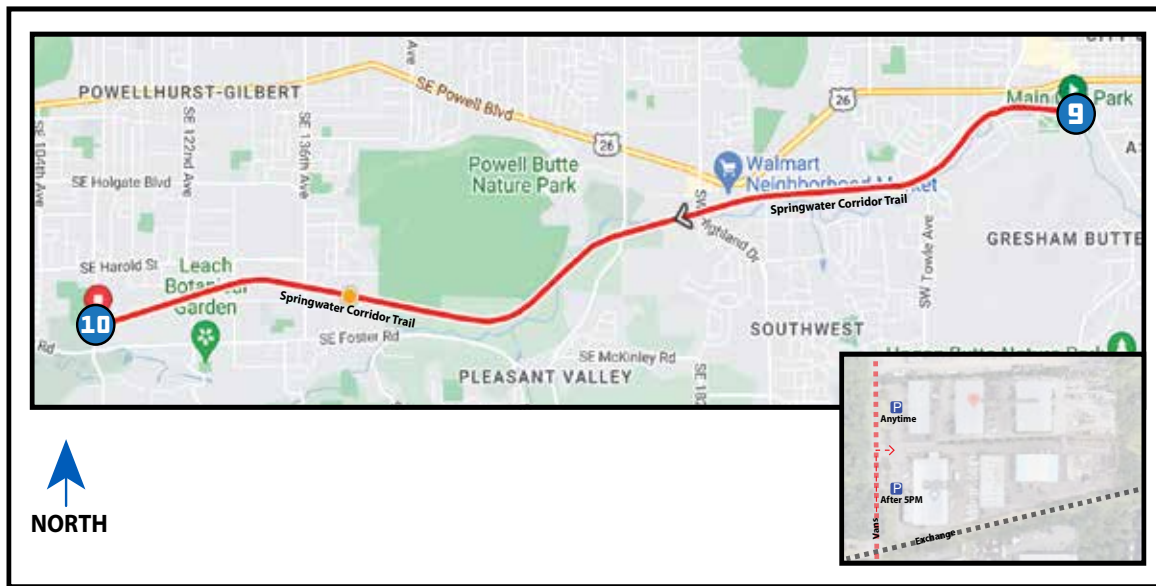 CITY
POWELLHURST-GILBERT
SE Powell Blvd
26
26
Main
Park
9
SE 104th Ave
SE 122nd Ave
SE 136th Ave
Ave
SE Holgate Blvd
Powell Butte
Nature Park
Walmart
Neighborhood Market
Springwater Corridor Trail
SW Highland Dr
SW Towle Ave
GRESHAM BUTTE
SE Harold St
Leach
Botanical
Garden
10
Springwater Corridor Trail
Rd
SE Foster Rd
SOUTHWEST
SE McKinley Rd
PLEASANT VALLEY
SE 182
NORTH
P
Anytime
P
After 5PM
Vans
Exchange